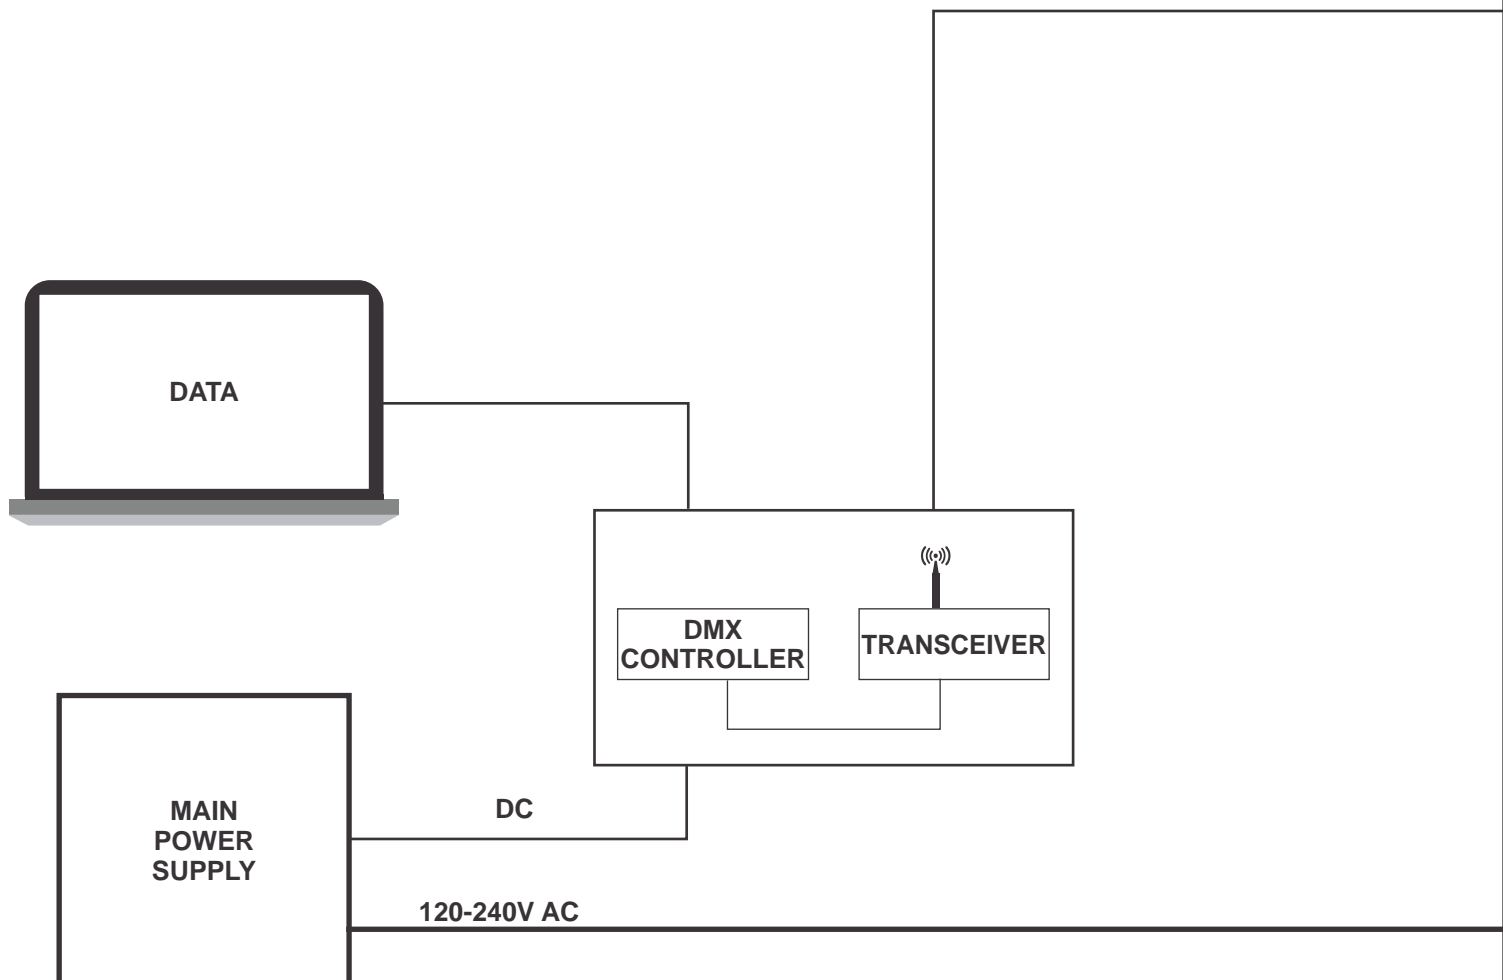 DATA
DMX
CONTROLLER
TRANSCEIVER
MAIN
POWER
SUPPLY
DC
120-240V AC